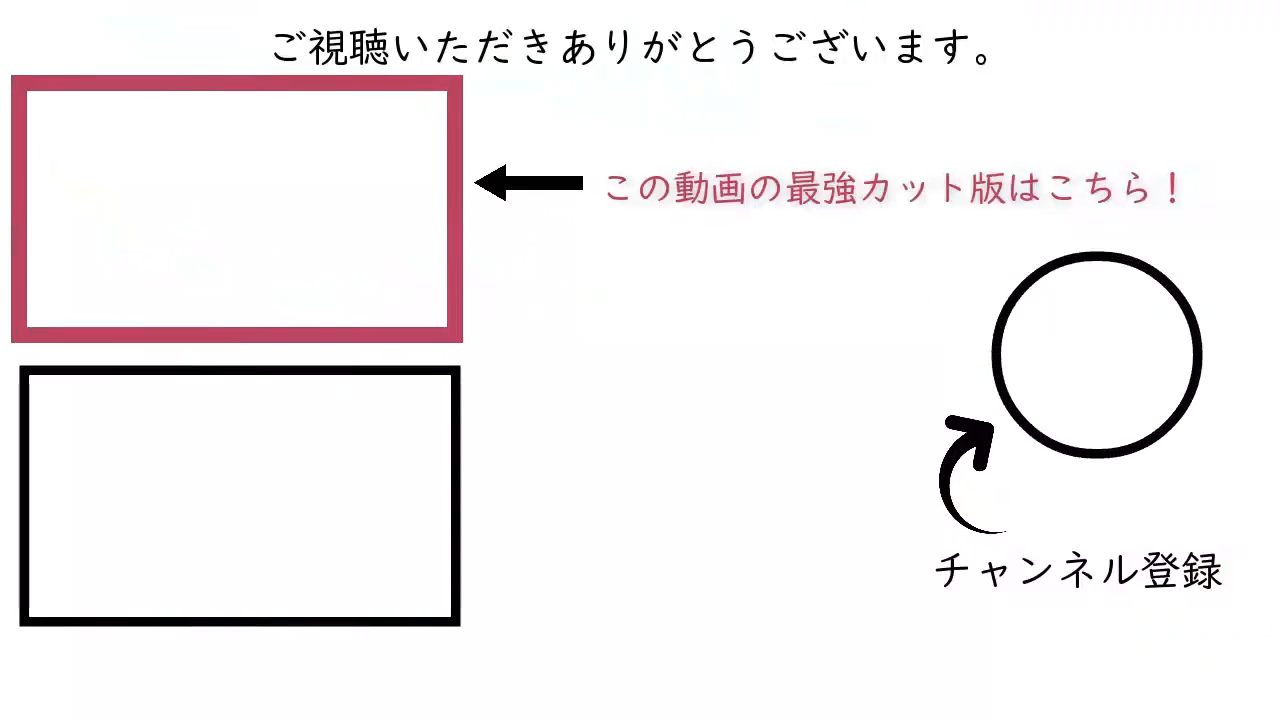 ご視聴いただきありがとうございます。
この動画の最強カット版はこちら！
チャンネル登録